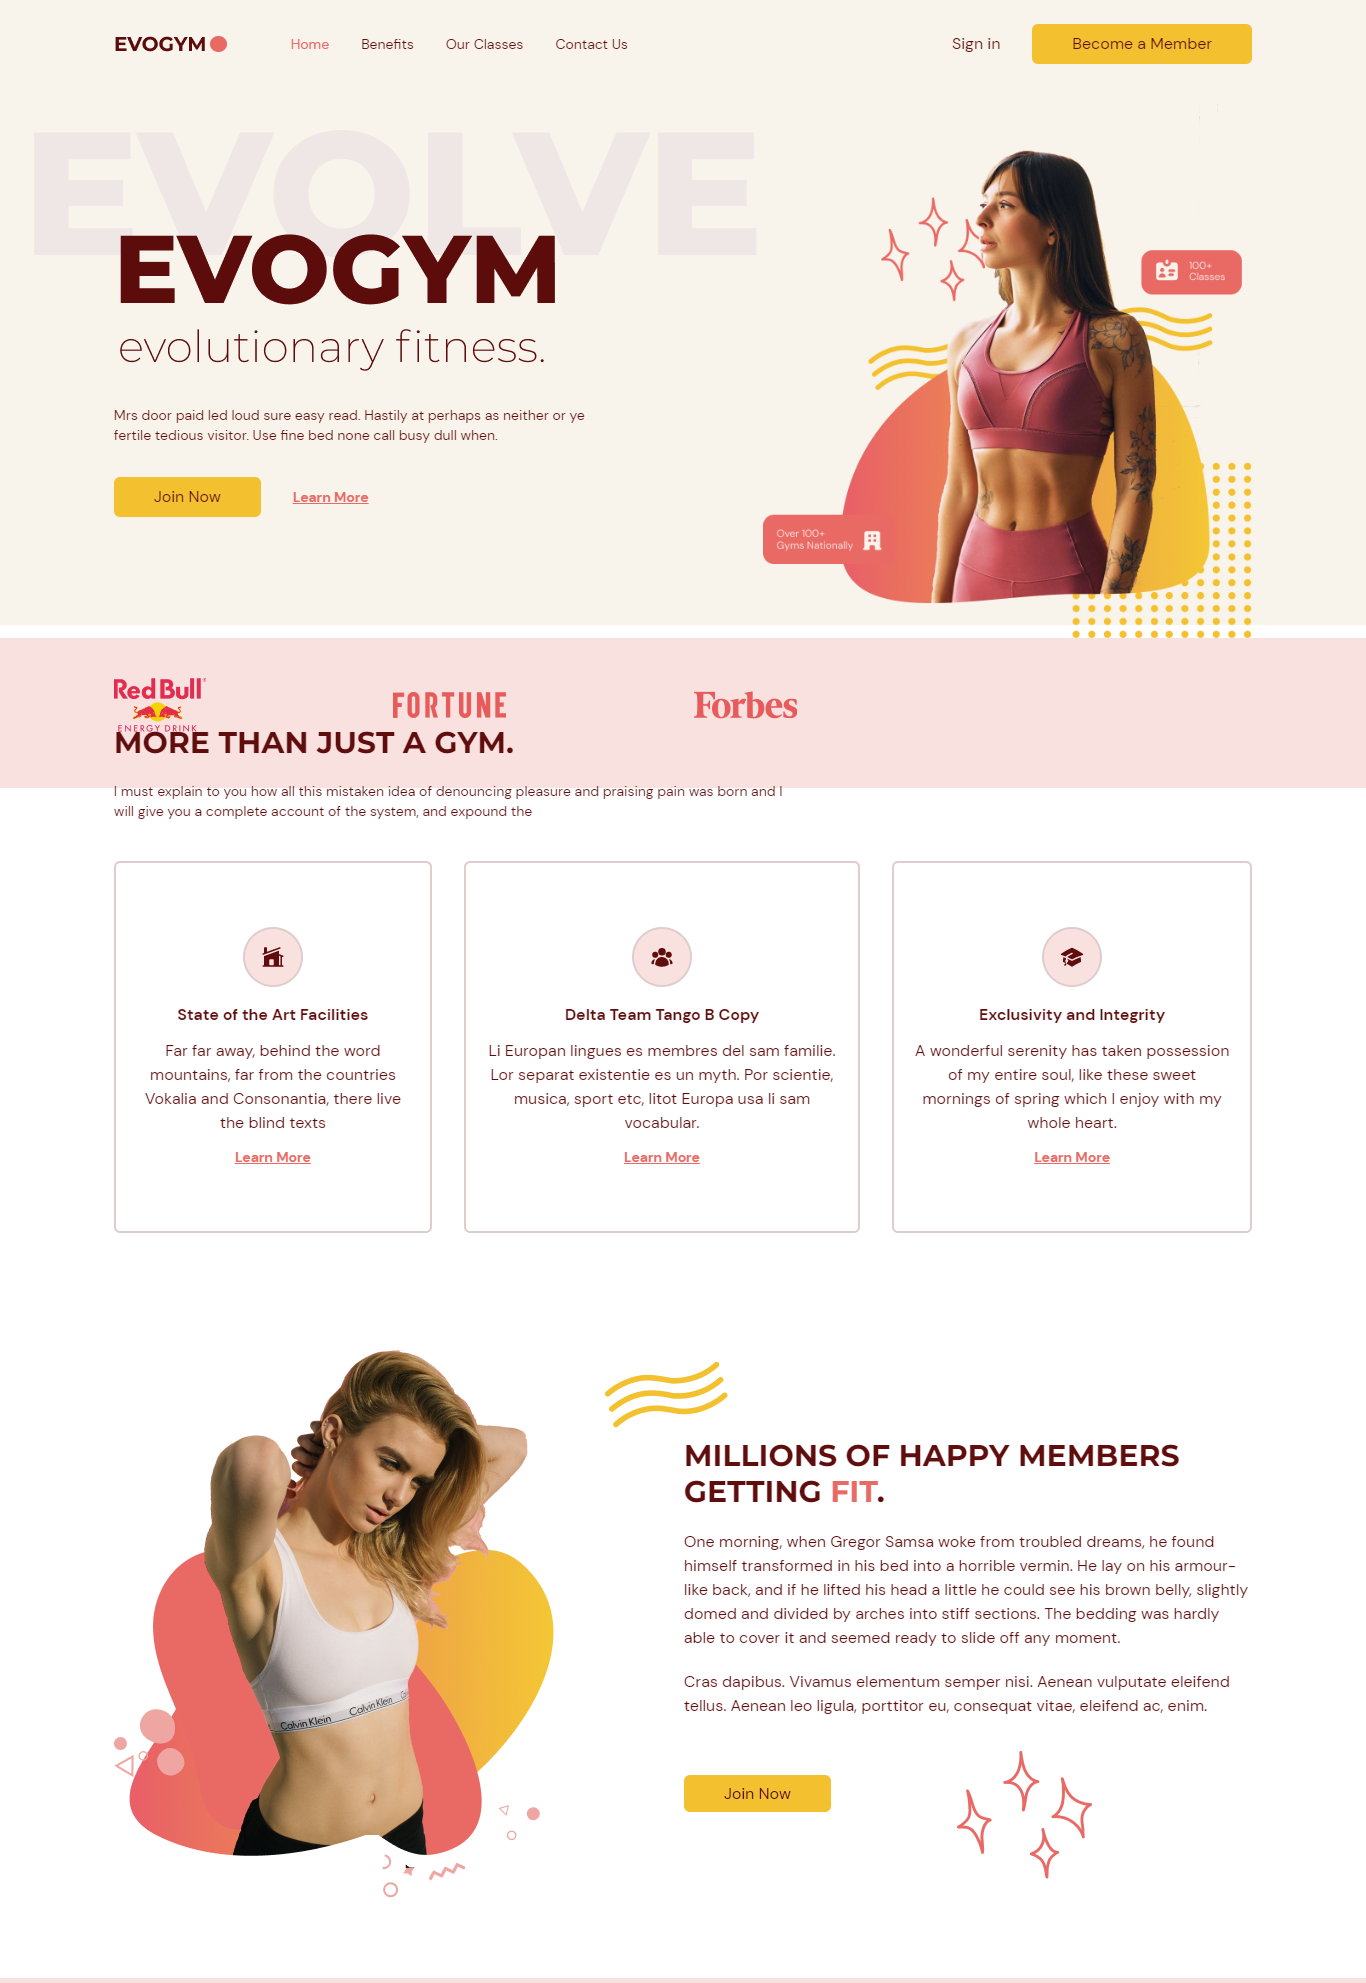 EVOGYM
Home
Benefits
Our Classes
Contact Us
Sign in
Become a Member
EVOLVE
EVOGYM
evolutionary fitness.
Mrs door paid led loud sure easy read. Hastily at perhaps as neither or ye
fertile tedious visitor. Use fine bed none call busy dull when.
Join Now
Learn More
100+
Classes
Over 100+
Gyms Nationally
Red Bull
ENERGY DRINK
FORTUNE
Forbes
MORE THAN JUST A GYM.
I must explain to you how all this mistaken idea of denouncing pleasure and praising pain was born and I
will give you a complete account of the system, and expound the
State of the Art Facilities
Far far away, behind the word
mountains, far from the countries
Vokalia and Consonantia, there live
the blind texts
Learn More
Delta Team Tango B Copy
Li Europan lingues es membres del sam familie.
Lor separat existentie es un myth. Por scientie,
musica, sport etc, litot Europa usa li sam
vocabular.
Learn More
Exclusivity and Integrity
A wonderful serenity has taken possession
of my entire soul, like these sweet
mornings of spring which I enjoy with my
whole heart.
Learn More
MILLIONS OF HAPPY MEMBERS
GETTING FIT.
One morning, when Gregor Samsa woke from troubled dreams, he found
himself transformed in his bed into a horrible vermin. He lay on his armour-
like back, and if he lifted his head a little he could see his brown belly, slightly
domed and divided by arches into stiff sections. The bedding was hardly
able to cover it and seemed ready to slide off any moment.
Cras dapibus. Vivamus elementum semper nisi. Aenean vulputate eleifend
tellus. Aenean leo ligula, porttitor eu, consequat vitae, eleifend ac, enim.
Calvin Klein Calvin Klein
Join Now